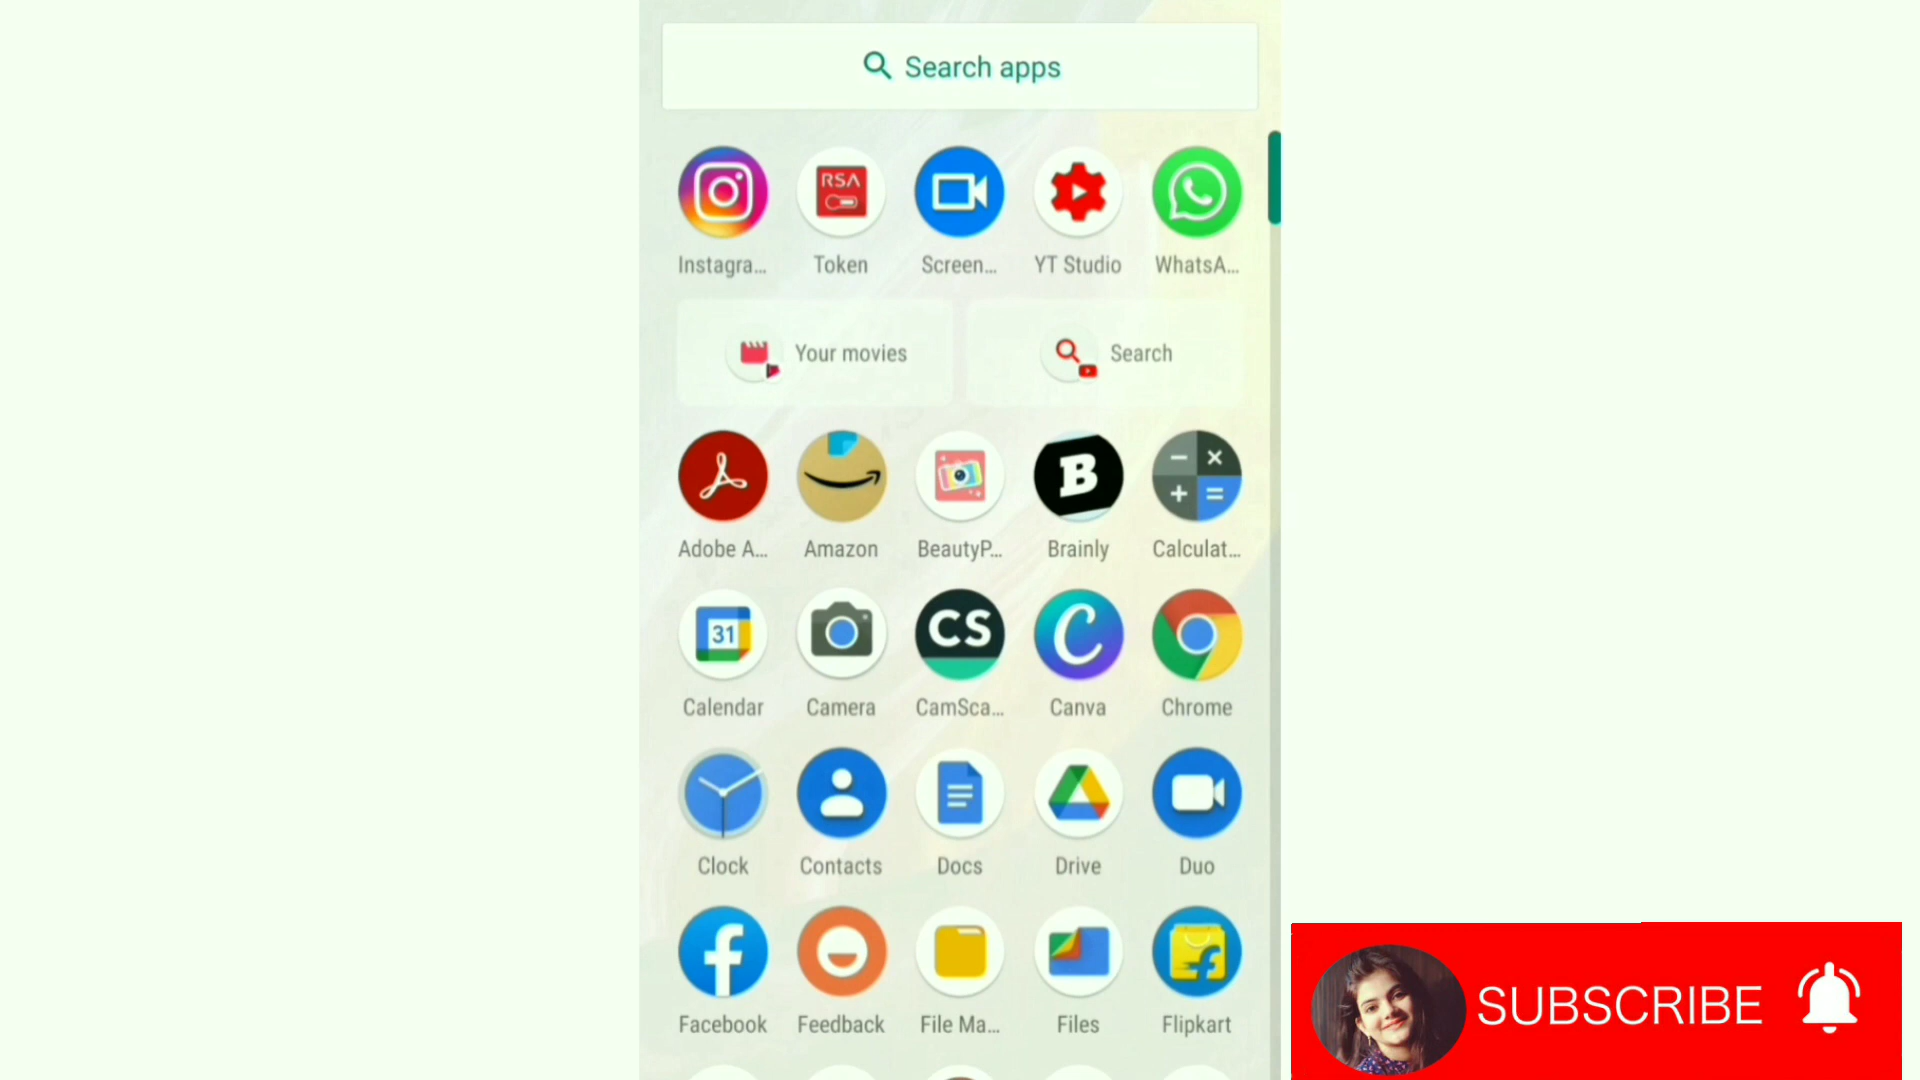 Search apps
RSA
Instagra... Token Screen... YT Studio WhatsA...
Your movies Search
B
Adobe A... Amazon BeautyP... Brainly Calculat...
31 CS C
Calendar Camera CamSca... Canva Chrome
Clock Contacts Docs Drive Duo
f f
Facebook Feedback File Ma... Files Flipkart
SUBSCRIBE